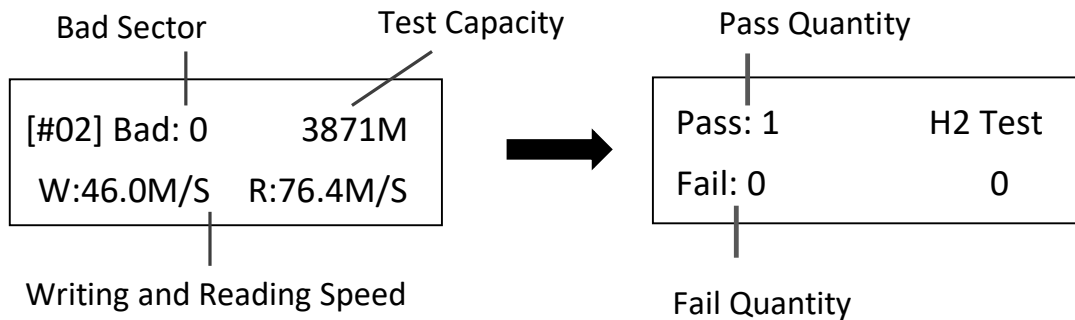 Bad Sector
Test Capacity
[#02] Bad: 0 3871M
W:46.0M/S R:76.4M/S
Writing and Reading Speed
Pass Quantity
Pass: 1 H2 Test
Fail: 0 0
Fail Quantity